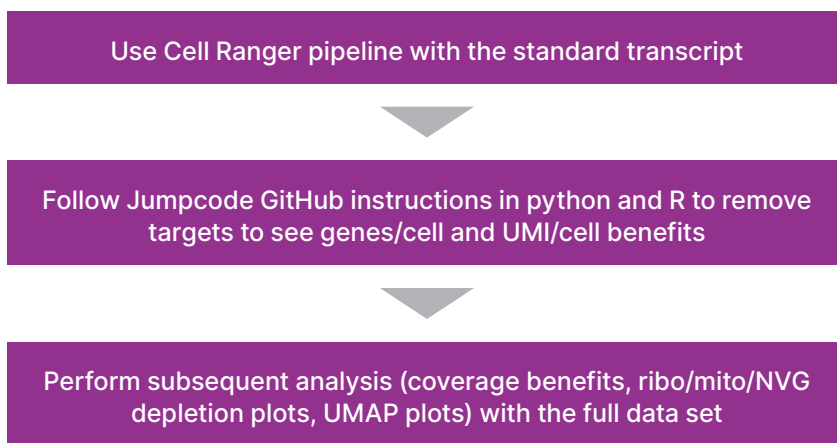 Use Cell Ranger pipeline with the standard transcript
Follow Jumpcode GitHub instructions in python and R to remove
targets to see genes/cell and UMI/cell benefits
Perform subsequent analysis (coverage benefits, ribo/mito/NVG
depletion plots, UMAP plots) with the full data set